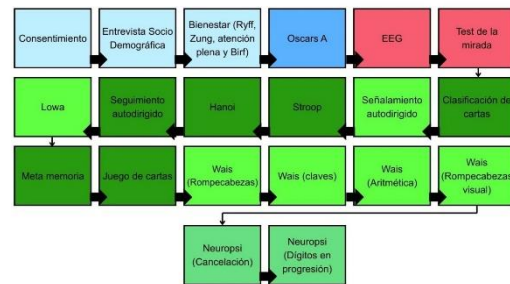 Consentimiento
Entrevista Socio
Demográfica
Bienestar (Ryff,
Zung, atención
plena y Birf)
Oscars A
EEG
Test de la
mirada
Lowa
Seguimiento
autodirigido
Hanoi
Stroop
Señalamiento
autodirigido
Clasificación de
cartas
Meta memoria
Juego de cartas
Wais
(Rompecabezas)
Wais (claves)
Wais
(Aritmética)
Wais
(Rompecabezas
visual)
Neuropsi
(Cancelación)
Neuropsi
(Dígitos en
progresión)